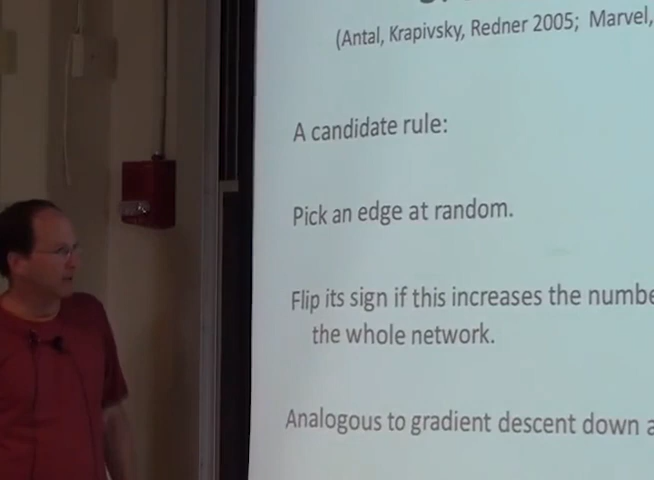 (Antal, Krapivsky, Redner 2005; Marvel,
A candidate rule:
Pick an edge at random.
Flip its sign if this increases the
the whole network.
Analogous to gradient descent down a